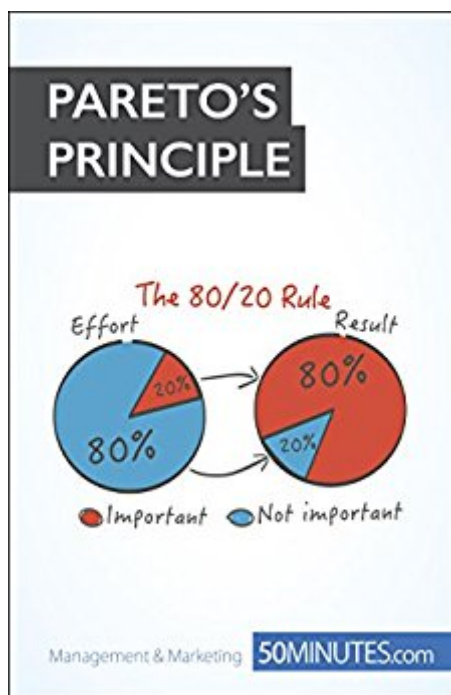 PARETO'S
PRINCIPLE
The 80/20 Rule
Effort
Result
20%
80%
80%
20%
Important
Not important
Management & Marketing
50MINUTES.com